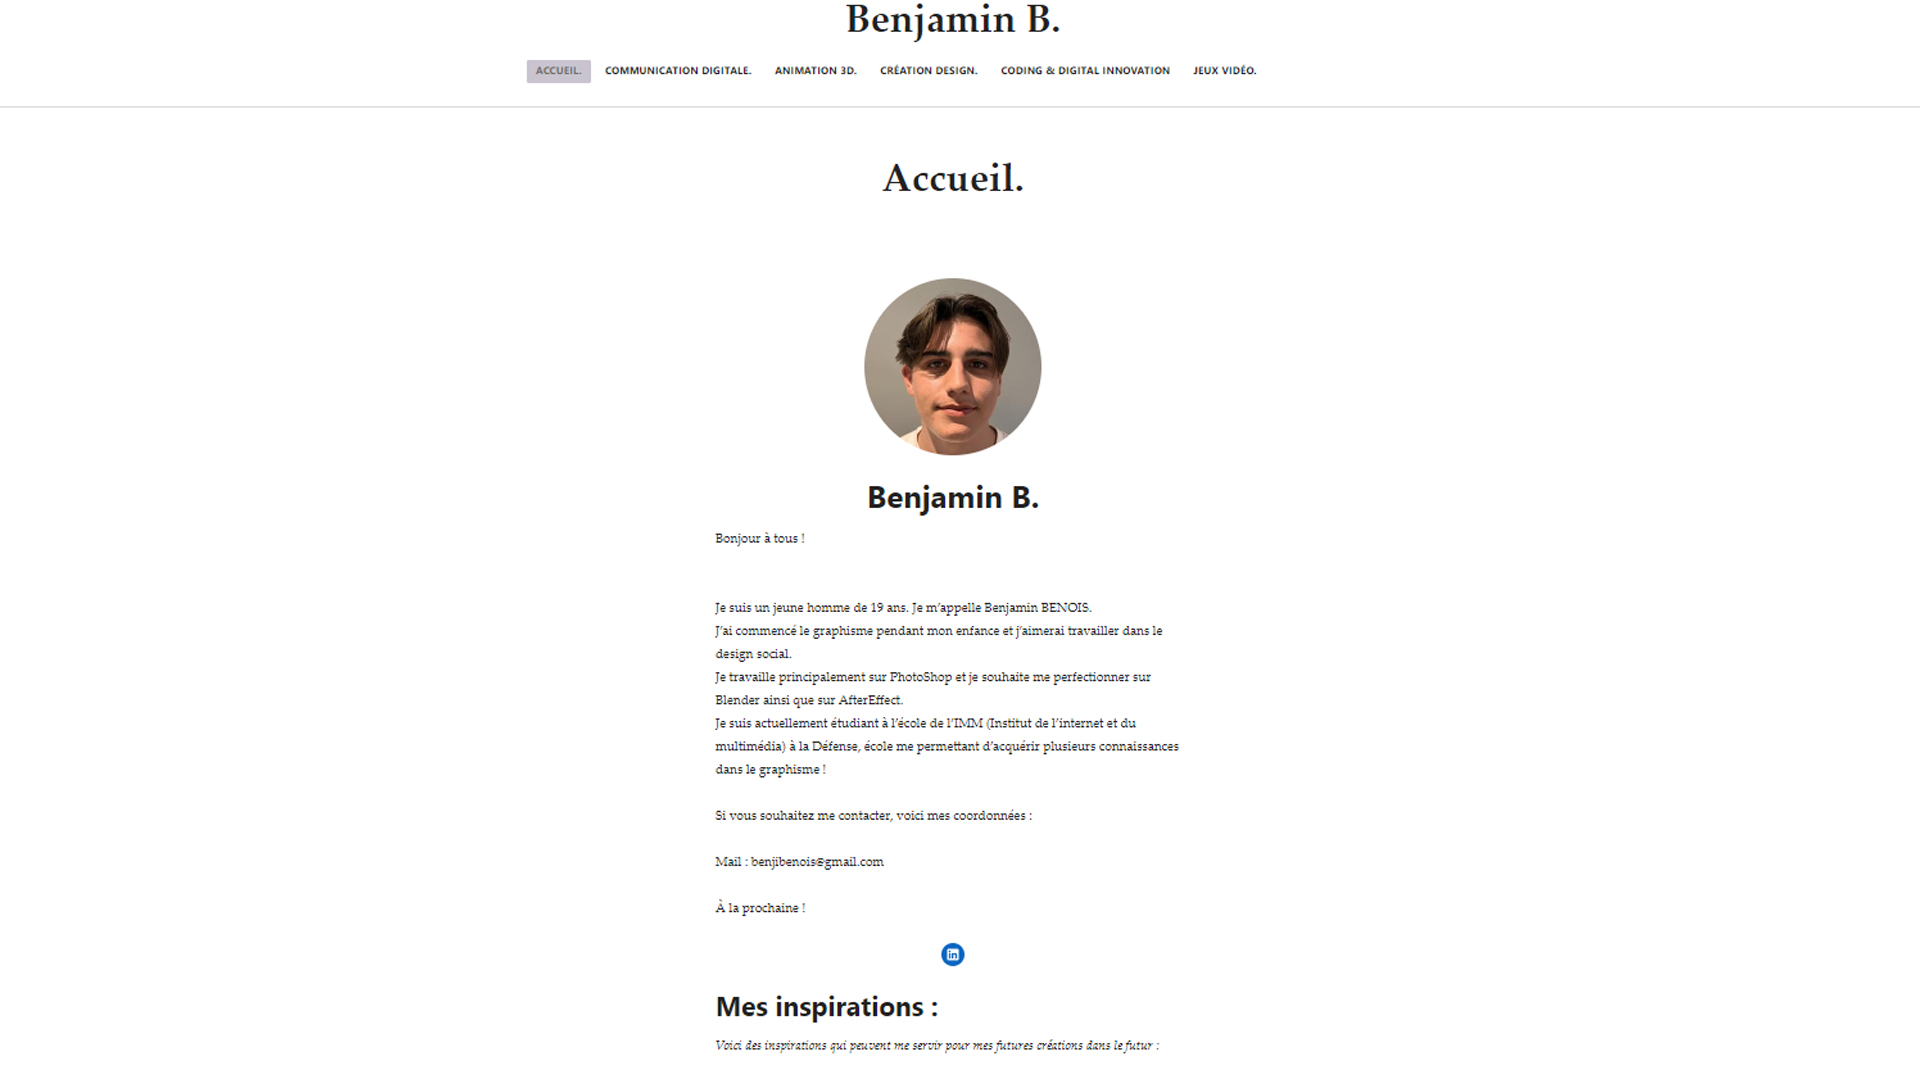 Benjamin B.
ACCUEIL. COMMUNICATION DIGITALE. ANIMATION 3D. CRÉATION DESIGN. CODING & DIGITAL INNOVATION JEUX VIDÉO.
Accueil.
Benjamin B.
Bonjour à tous !
Je suis un jeune homme de 19 ans. Je m’appelle Benjamin BENOIS.
J’ai commencé le graphisme pendant mon enfance et j’aimerai travailler dans le
design social.
Je travaille principalement sur PhotoShop et je souhaite me perfectionner sur
Blender ainsi que sur AfterEffect.
Je suis actuellement étudiant à l’école de l’IMM (Institut de l’internet et du
multimédia) à la Défense, école me permettant d’acquérir plusieurs connaissances
dans le graphisme !
Si vous souhaitez me contacter, voici mes coordonnées :
Mail : benjibenois@gmail.com
À la prochaine !
in
Mes inspirations :
Voici des inspirations qui peuvent me servir pour mes futures créations dans le futur :